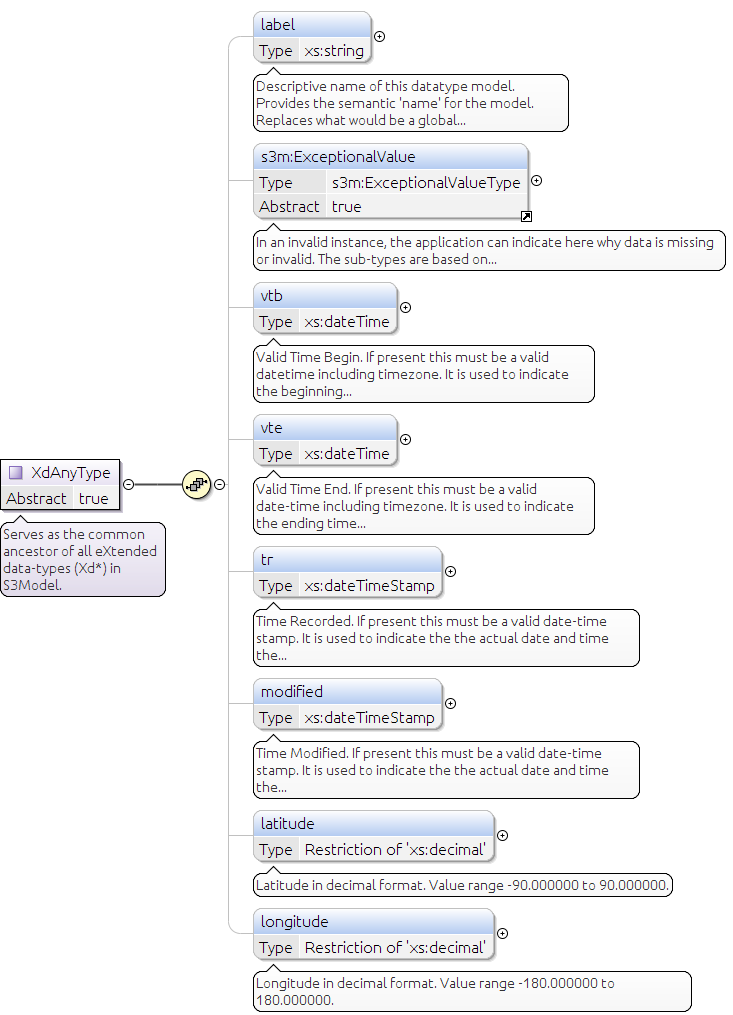 label
Type xs:string
Descriptive name of this datatype model.
Provides the semantic 'name' for the model.
Replaces what would be a global...
s3m:ExceptionalValue
Type s3m:ExceptionalValueType
Abstract true
In an invalid instance, the application can indicate here why data is missing
or invalid. The sub-types are based on...
vtb
Type xs:dateTime
Valid Time Begin. If present this must be a valid
datetime including timezone. It is used to indicate
the beginning...
vte
Type xs:dateTime
Valid Time End. If present this must be a valid
date-time including timezone. It is used to indicate
the ending time...
XdAnyType
Abstract true
Serves as the common
ancestor of all eXtended
data-types (Xd*) in
S3Model.
tr
Type xs:dateTimeStamp
Time Recorded. If present this must be a valid date-time
stamp. It is used to indicate the the actual date and time
the...
modified
Type xs:dateTimeStamp
Time Modified. If present this must be a valid date-time
stamp. It is used to indicate the the actual date and time
the...
latitude
Type Restriction of 'xs:decimal'
Latitude in decimal format. Value range -90.000000 to 90.000000.
longitude
Type Restriction of 'xs:decimal'
Longitude in decimal format. Value range -180.000000 to
180.000000.